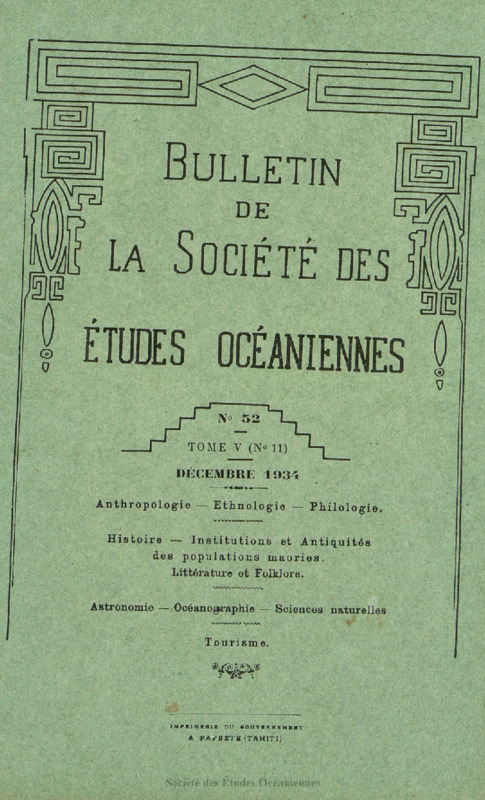 BULLETIN
DE
LA SOCIÉTÉ DES
ÉTUDES OCÉANIENNES
No 52
TOME V (No 11)
DÉCEMBRE 1934
Anthropologie — Ethnologie — Philologie.
Histoire — Institutions et Antiquités
des populations maories.
Littérature et Folklore.
Astronomie — Océanographie — Sciences naturelles
Tourisme.
IMPRIMERIE DU GOUVERNEMENT
A PAPEETE (TAHITI)
Société des Études Océaniennes